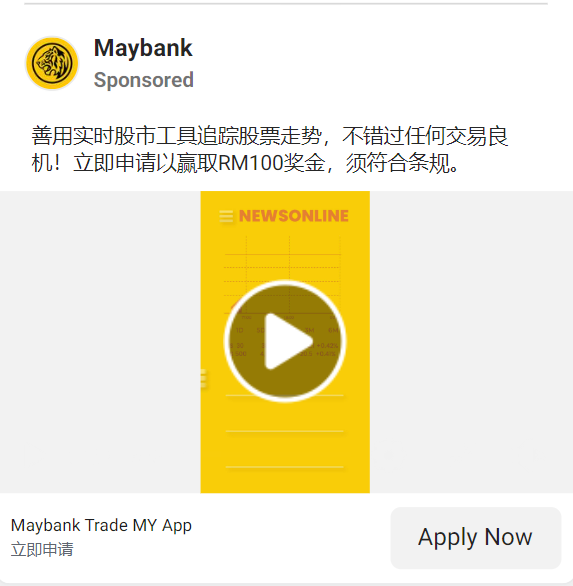 Maybank
Sponsored
善用实时股市工具追踪股票走势，不错过任何交易良
机！立即申请以赢取RM100奖金，须符合条规。
NEWSONLINE
Maybank Trade MY App
立即申请
Apply Now